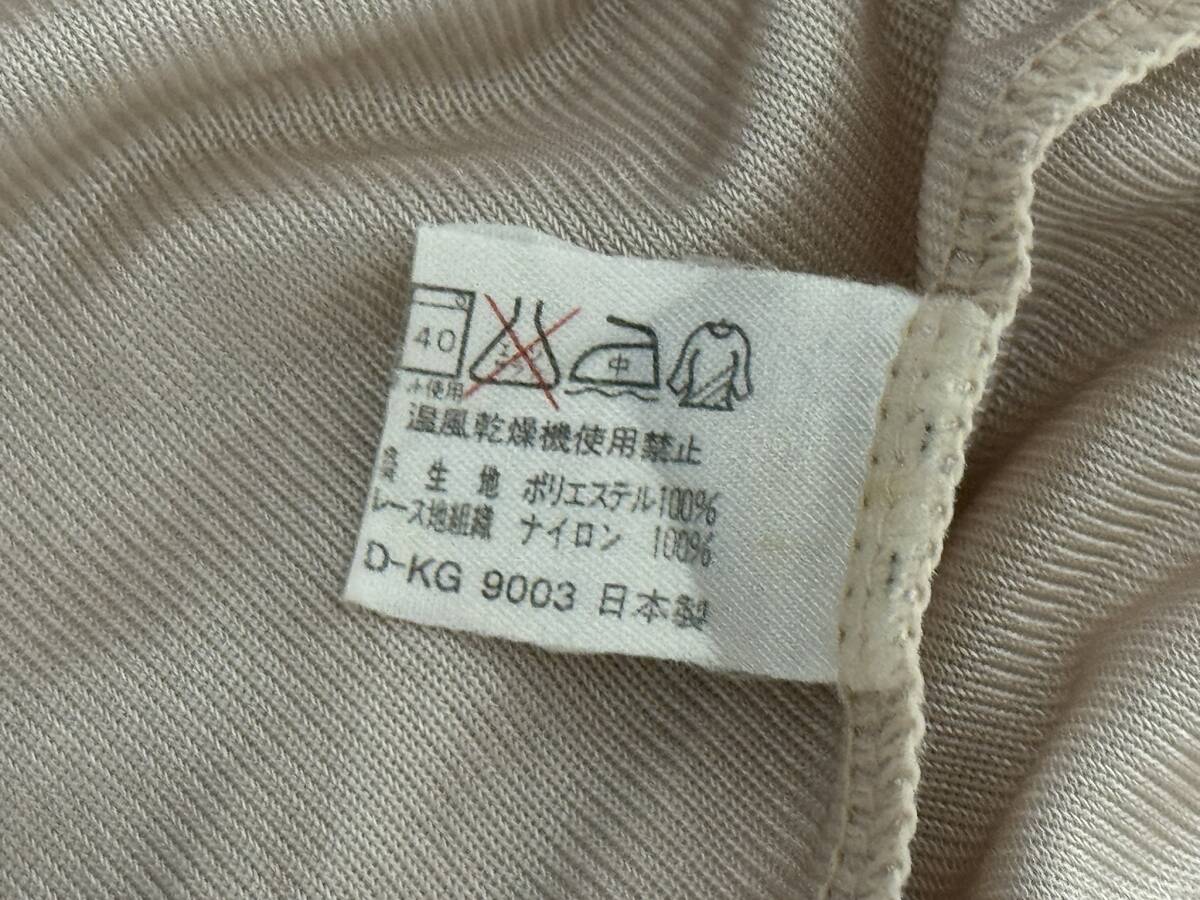 40 中
使用
温風乾燥機使用禁止
身生地 ポリエステル100%
レース地組織 ナイロン 100%
D-KG 9003 日本製